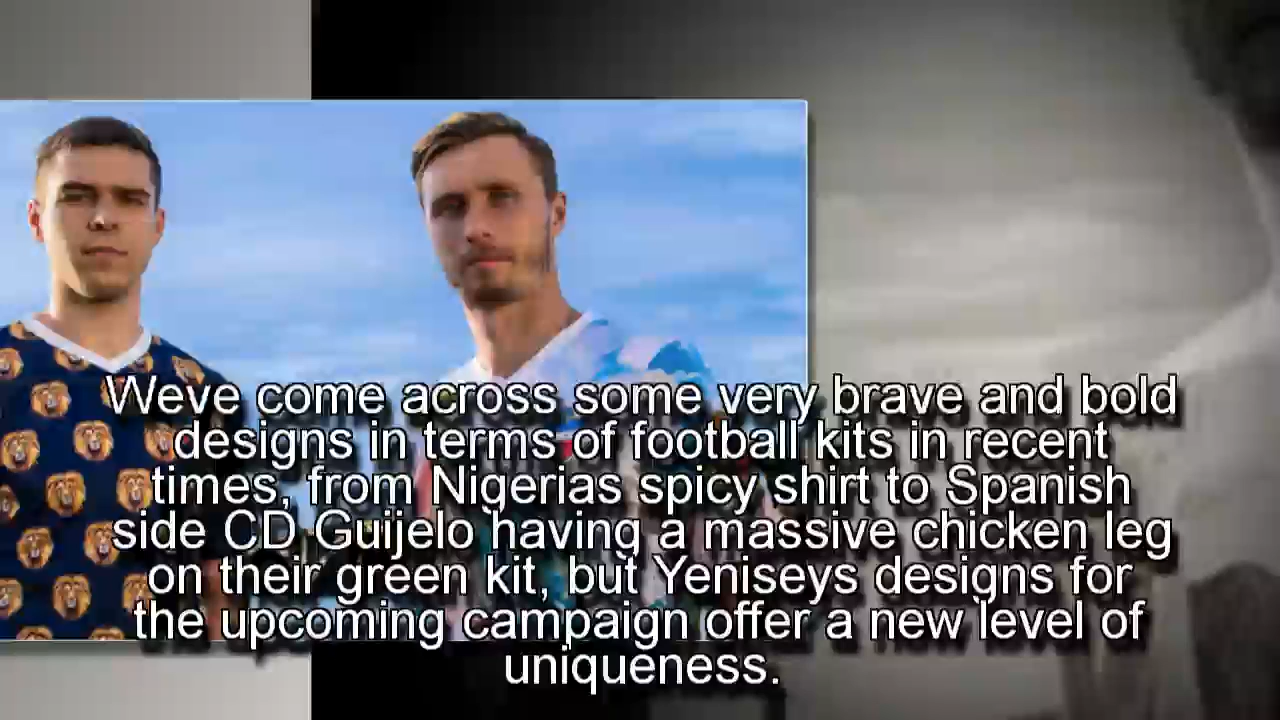 Weve come across some very brave and bold
designs in terms of football kits in recent
times, from Nigerias spicy shirt to Spanish
side CD Guijelo having a massive chicken leg
on their green kit, but Yeniseys designs for
the upcoming campaign offer a new level of
uniqueness.